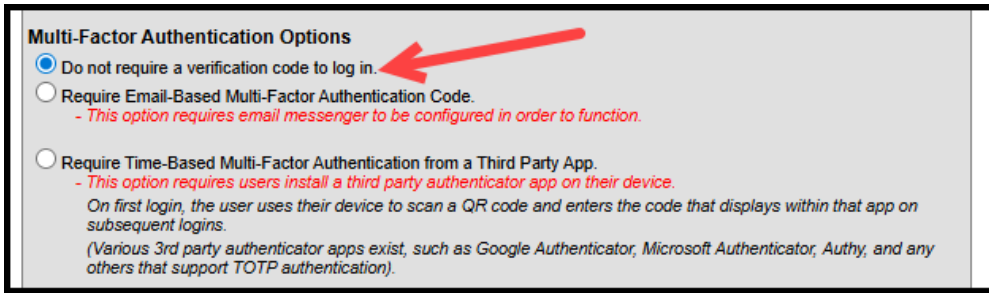 Multi-Factor Authentication Options
Do not require a verification code to log in.
Require Email-Based Multi-Factor Authentication Code.
- This option requires email messenger to be configured in order to function.
Require Time-Based Multi-Factor Authentication from a Third Party App.
- This option requires users install a third party authenticator app on their device.
On first login, the user uses their device to scan a QR code and enters the code that displays within that app on
subsequent logins.
(Various 3rd party authenticator apps exist, such as Google Authenticator, Microsoft Authenticator, Authy, and any
others that support TOTP authentication).